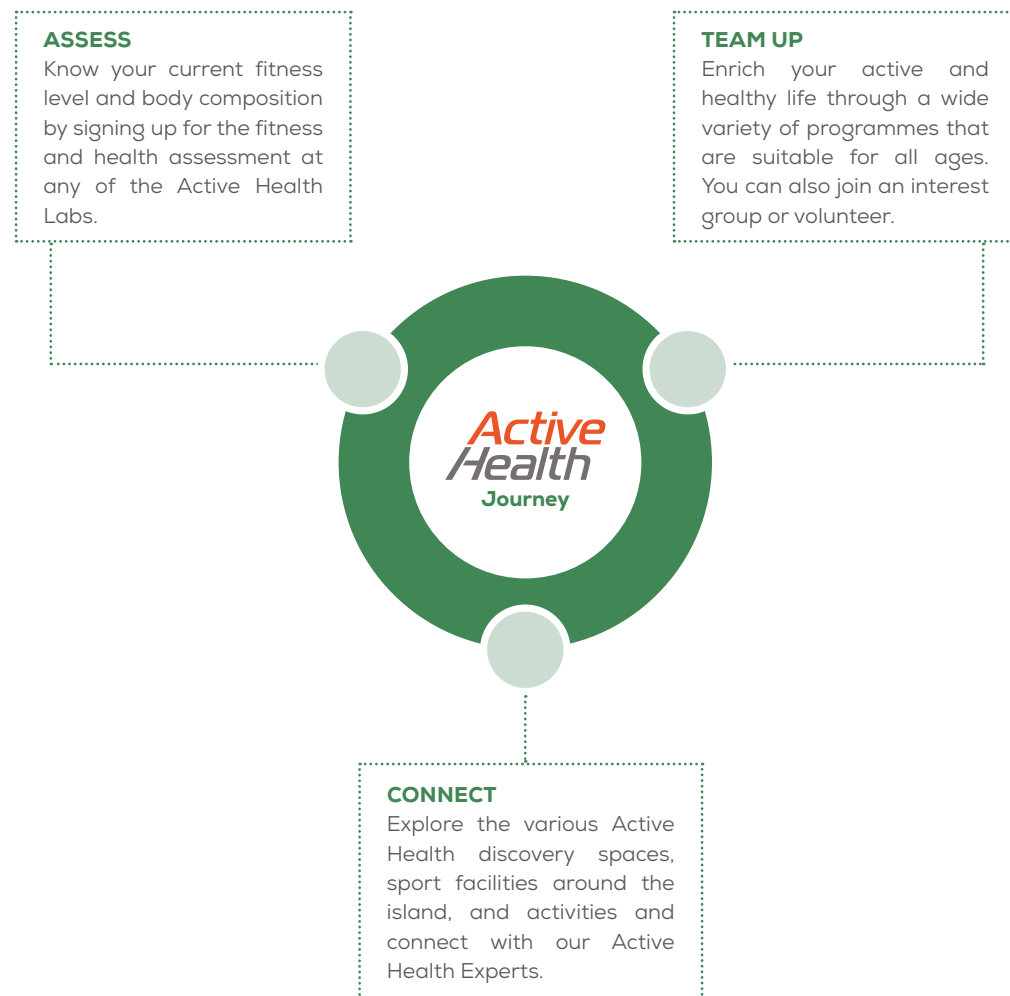 ASSESS
Know your current fitness
level and body composition
by signing up for the fitness
and health assessment at
any of the Active Health
Labs.
TEAM UP
Enrich your active and
healthy life through a wide
variety of programmes that
are suitable for all ages.
You can also join an interest
group or volunteer.
Active
Health
Journey
CONNECT
Explore the various Active
Health discovery spaces,
sport facilities around the
island, and activities and
connect with our Active
Health Experts.